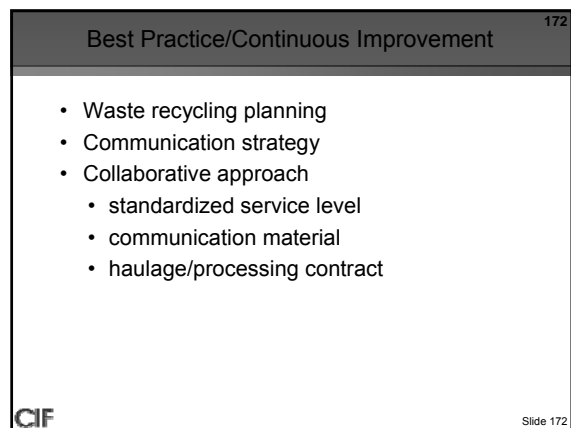 172
Best Practice/Continuous Improvement
• Waste recycling planning
• Communication strategy
• Collaborative approach
• standardized service level
• communication material
• haulage/processing contract
CIF
Slide 172